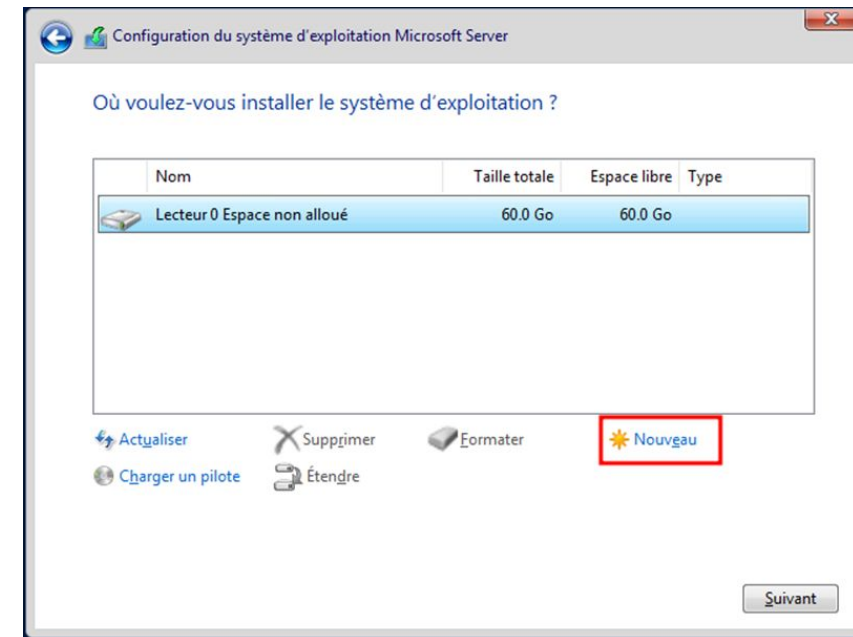 Configuration du système d'exploitation Microsoft Server
Où voulez-vous installer le système d'exploitation ?
Nom Taille totale Espace libre Type
Lecteur 0 Espace non alloué 60.0 Go 60.0 Go
Actualiser Supprimer Formater Nouveau
Charger un pilote Étendre
Suivant